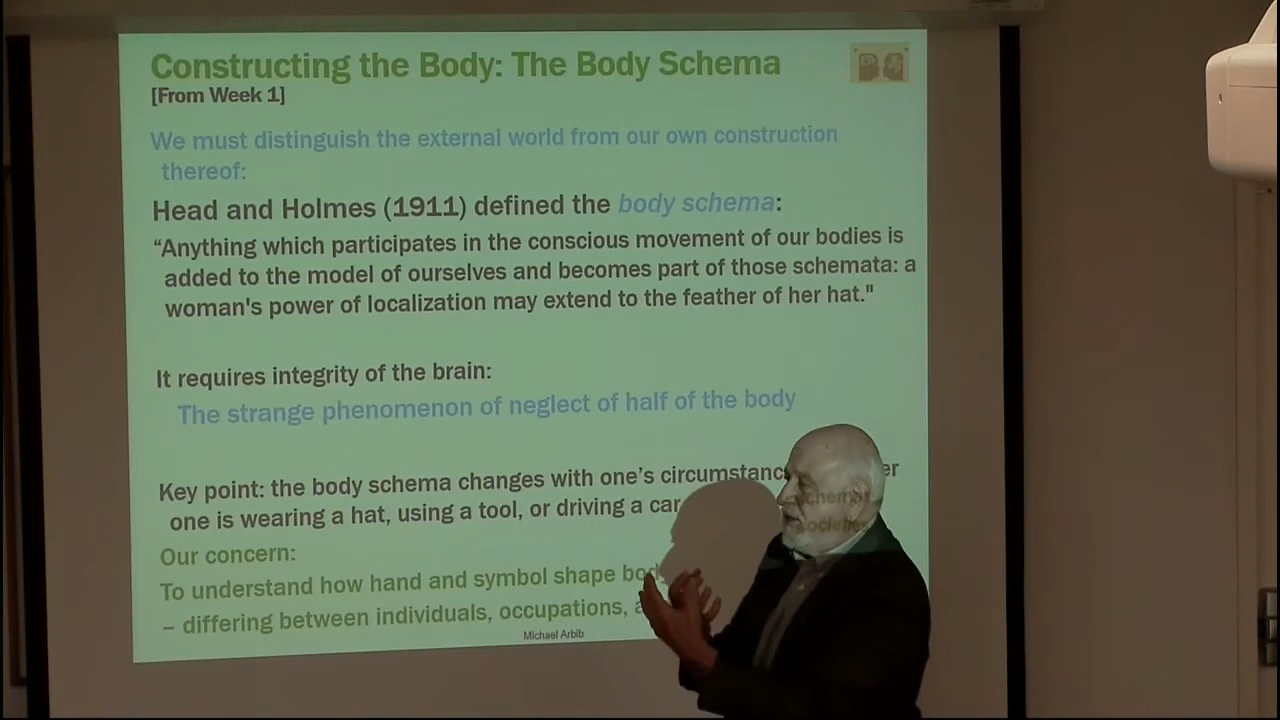 Constructing the Body: The Body Schema
[From Week 1]
We must distinguish the external world from our own construction
thereof:
Head and Holmes (1911) defined the body schema:
“Anything which participates in the conscious movement of our bodies is
added to the model of ourselves and becomes part of those schemata: a
woman's power of localization may extend to the feather of her hat."
It requires integrity of the brain:
The strange phenomenon of neglect of half of the body
Key point: the body schema changes with one's
one is wearing a hat, using a tool, or driving a car
Our concern:
To understand how hand and symbol shape
– differing between individuals, occupations,
Michael Arbib